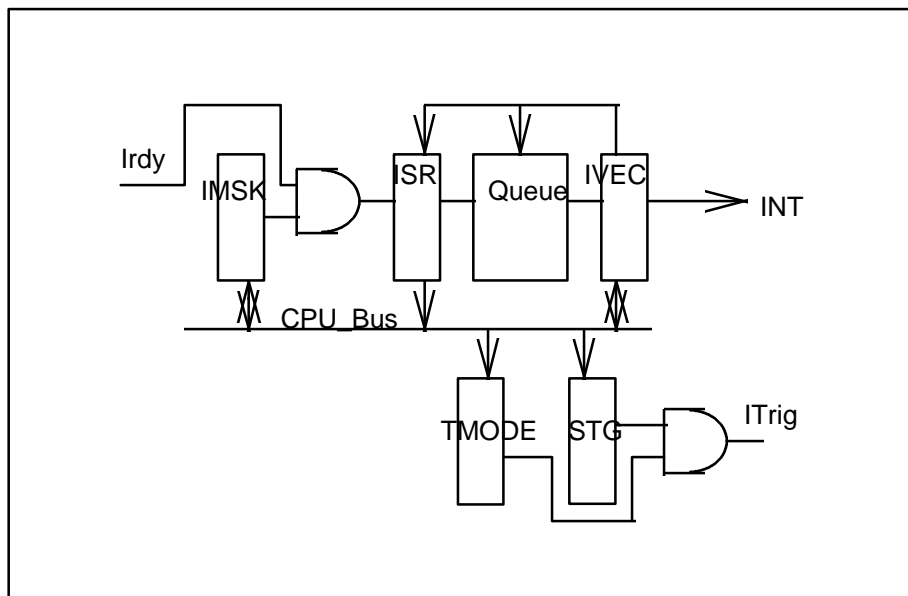 Irdy
IMSK
ISR
Queue
IVEC
INT
CPU_Bus
TMODE
STG
ITrig